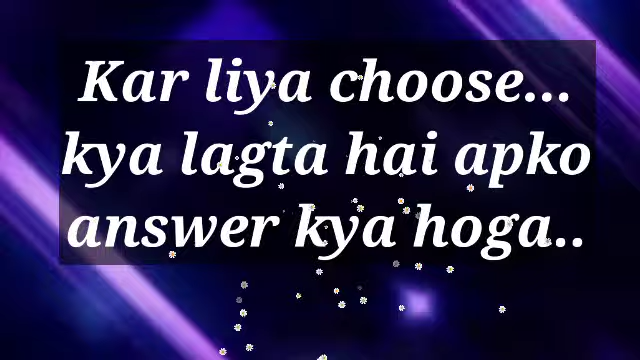 Kar liya choose...
kya lagta hai apko
answer kya hoga..